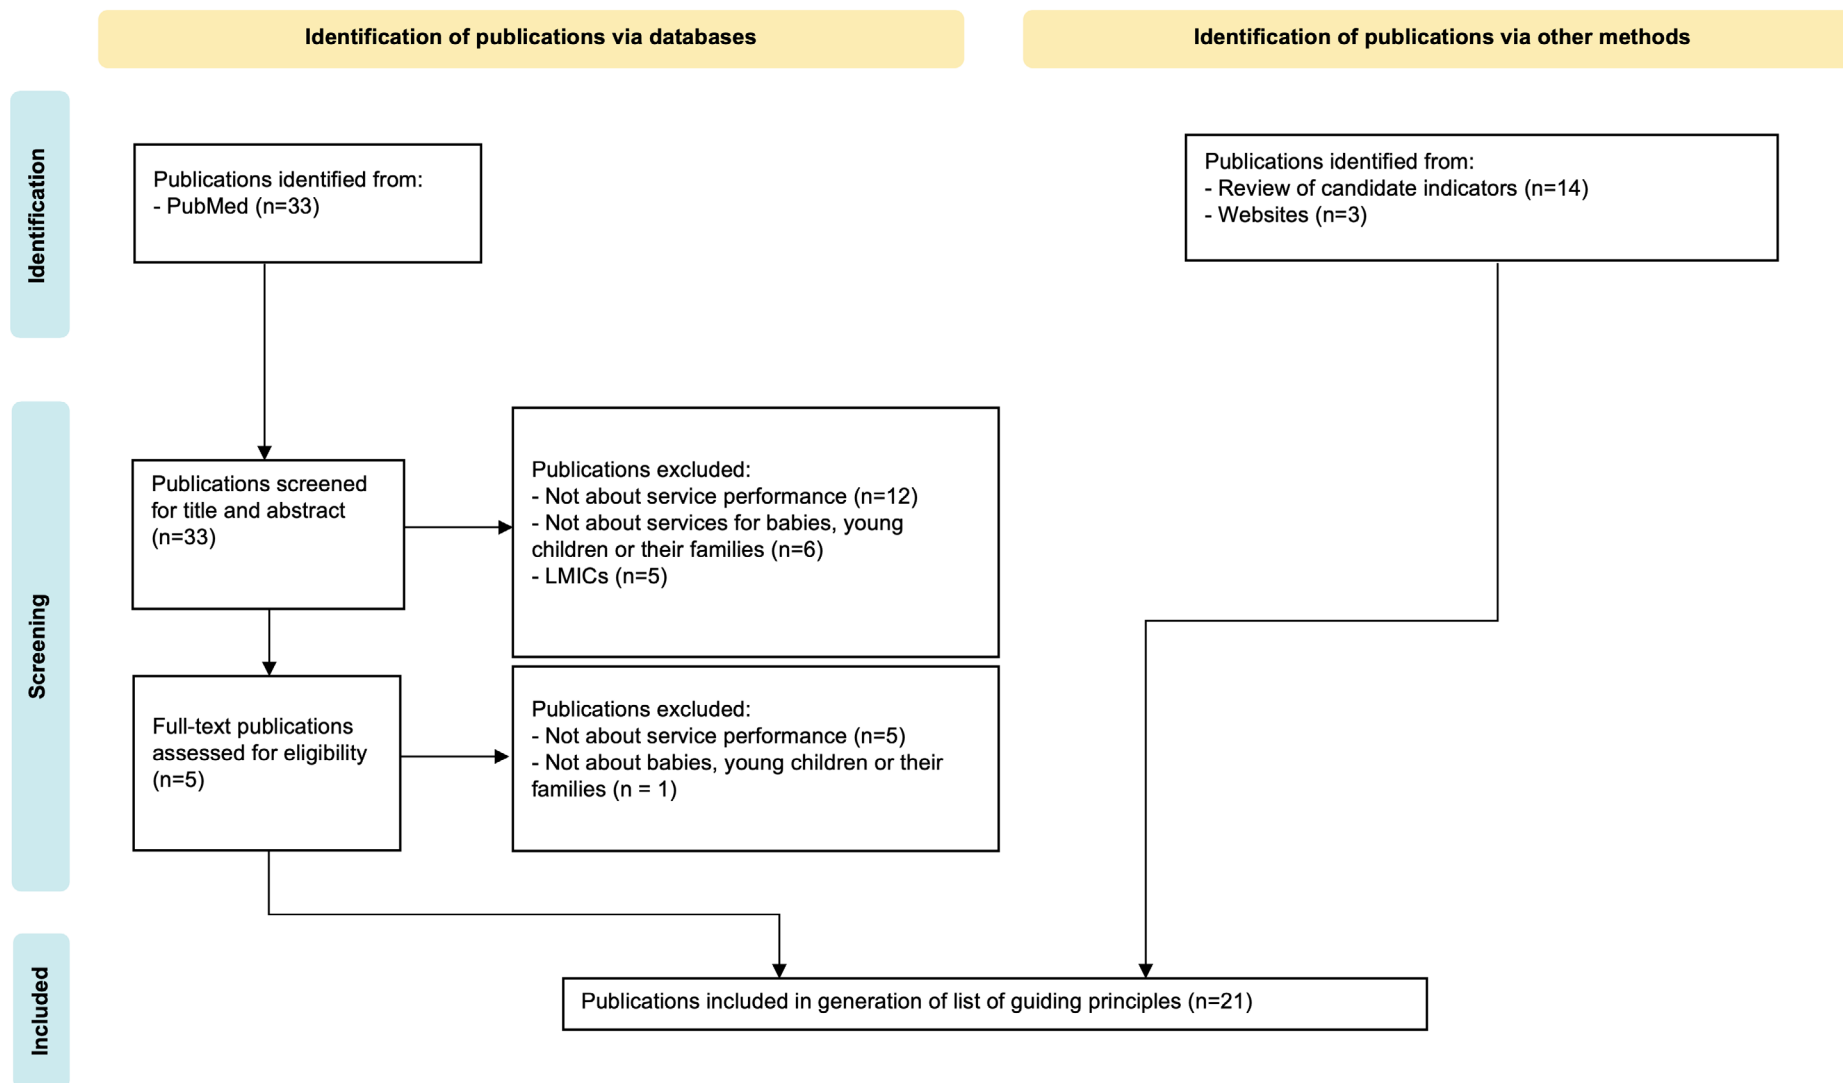 Identification of publications via databases
Identification of publications via other methods
Identification
Publications identified from:
- PubMed (n=33)
Publications identified from:
- Review of candidate indicators (n=14)
- Websites (n=3)
Screening
Publications screened
for title and abstract
(n=33)
Publications excluded:
- Not about service performance (n=12)
- Not about services for babies, young
children or their families (n=6)
- LMICs (n=5)
Full-text publications
assessed for eligibility
(n=5)
Publications excluded:
- Not about service performance (n=5)
- Not about babies, young children or their
families (n = 1)
Included
Publications included in generation of list of guiding principles (n=21)